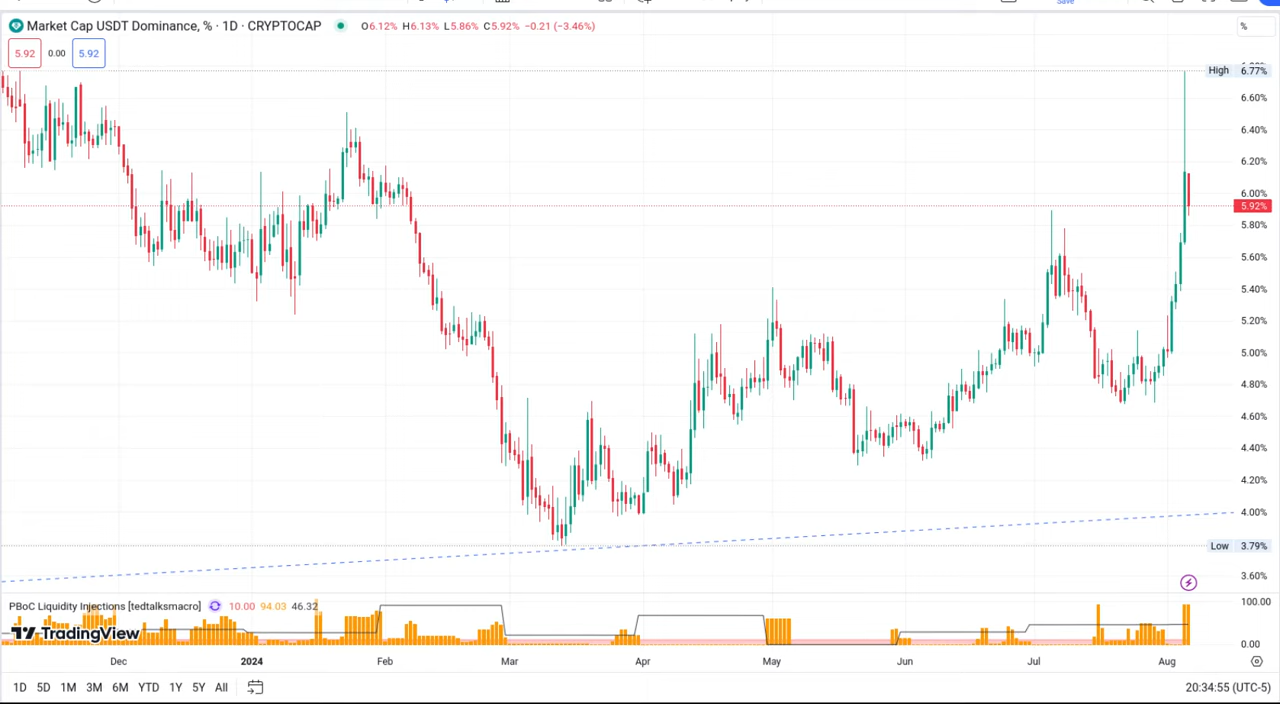 Save
Market Cap USDT Dominance, % · 1D · CRYPTOCAP O6.12% H6.13% L5.86% C5.92% −0.21 (−3.46%)
%
5.92 0.00 5.92
High 6.77%
6.60%
6.40%
6.20%
6.00%
5.92%
5.80%
5.60%
5.40%
5.20%
5.00%
4.80%
4.60%
4.40%
4.20%
4.00%
Low 3.79%
3.60%
PBoC Liquidity Injections [tedtalksmacro] 10.00 94.03 46.32
100.00
TradingView
0.00
Dec 2024 Feb Mar Apr May Jun Jul Aug
1D 5D 1M 3M 6M YTD 1Y 5Y All
20:34:55 (UTC-5)